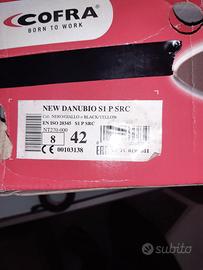 COFRA
BORN TO WORK
NEW DANUBIO S1 P SRC
Col. NERO/GIALLO = BLACK/YELLOW
EN ISO 20345 S1 P SRC
NT220-000
8 42
CE 00103138
subito